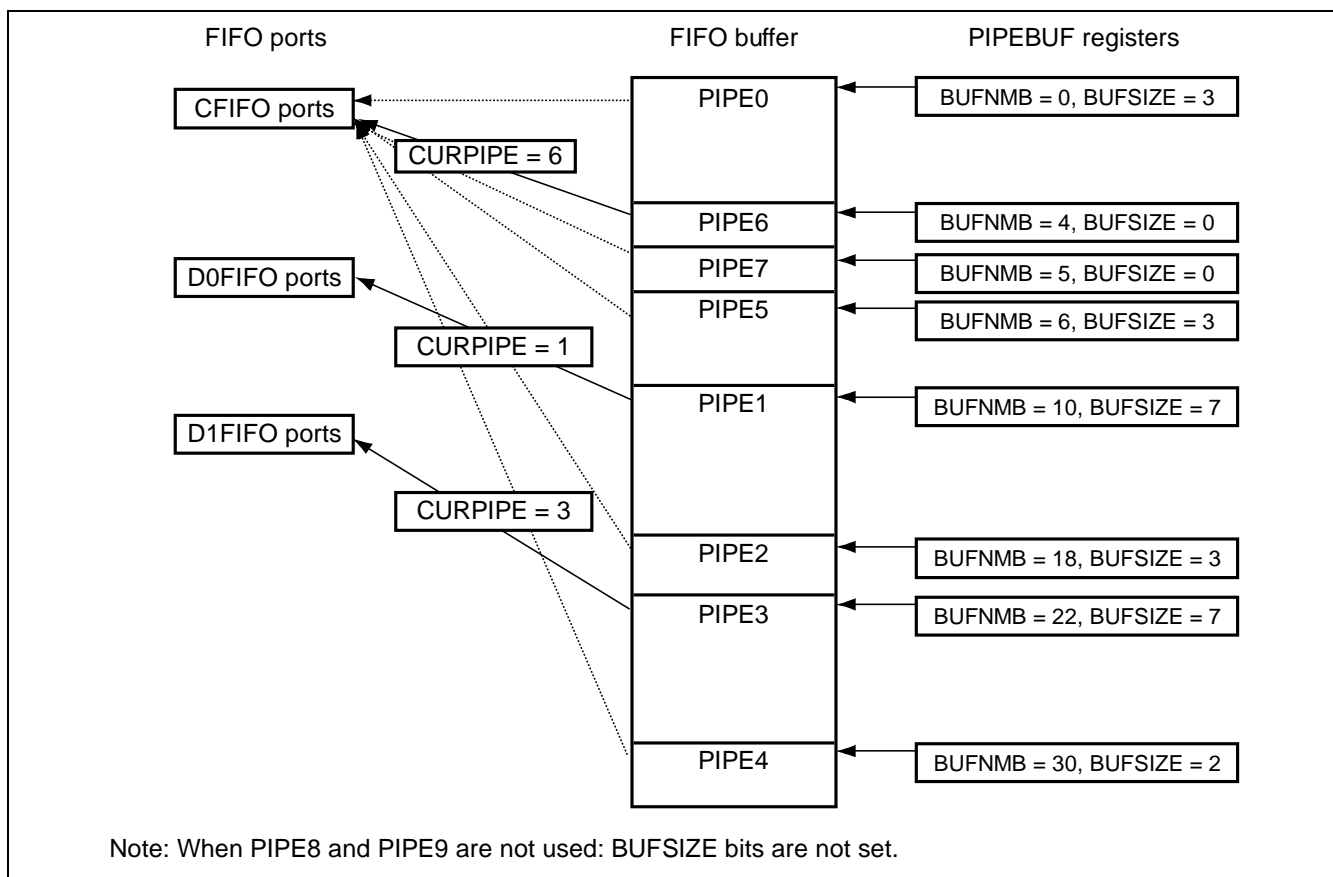 FIFO ports
FIFO buffer
PIPEBUF registers
CFIFO ports
PIPE0
BUFNMB = 0, BUFSIZE = 3
CURPIPE = 6
PIPE6
BUFNMB = 4, BUFSIZE = 0
D0FIFO ports
PIPE7
BUFNMB = 5, BUFSIZE = 0
PIPE5
BUFNMB = 6, BUFSIZE = 3
CURPIPE = 1
PIPE1
BUFNMB = 10, BUFSIZE = 7
D1FIFO ports
CURPIPE = 3
PIPE2
BUFNMB = 18, BUFSIZE = 3
PIPE3
BUFNMB = 22, BUFSIZE = 7
PIPE4
BUFNMB = 30, BUFSIZE = 2
Note: When PIPE8 and PIPE9 are not used: BUFSIZE bits are not set.